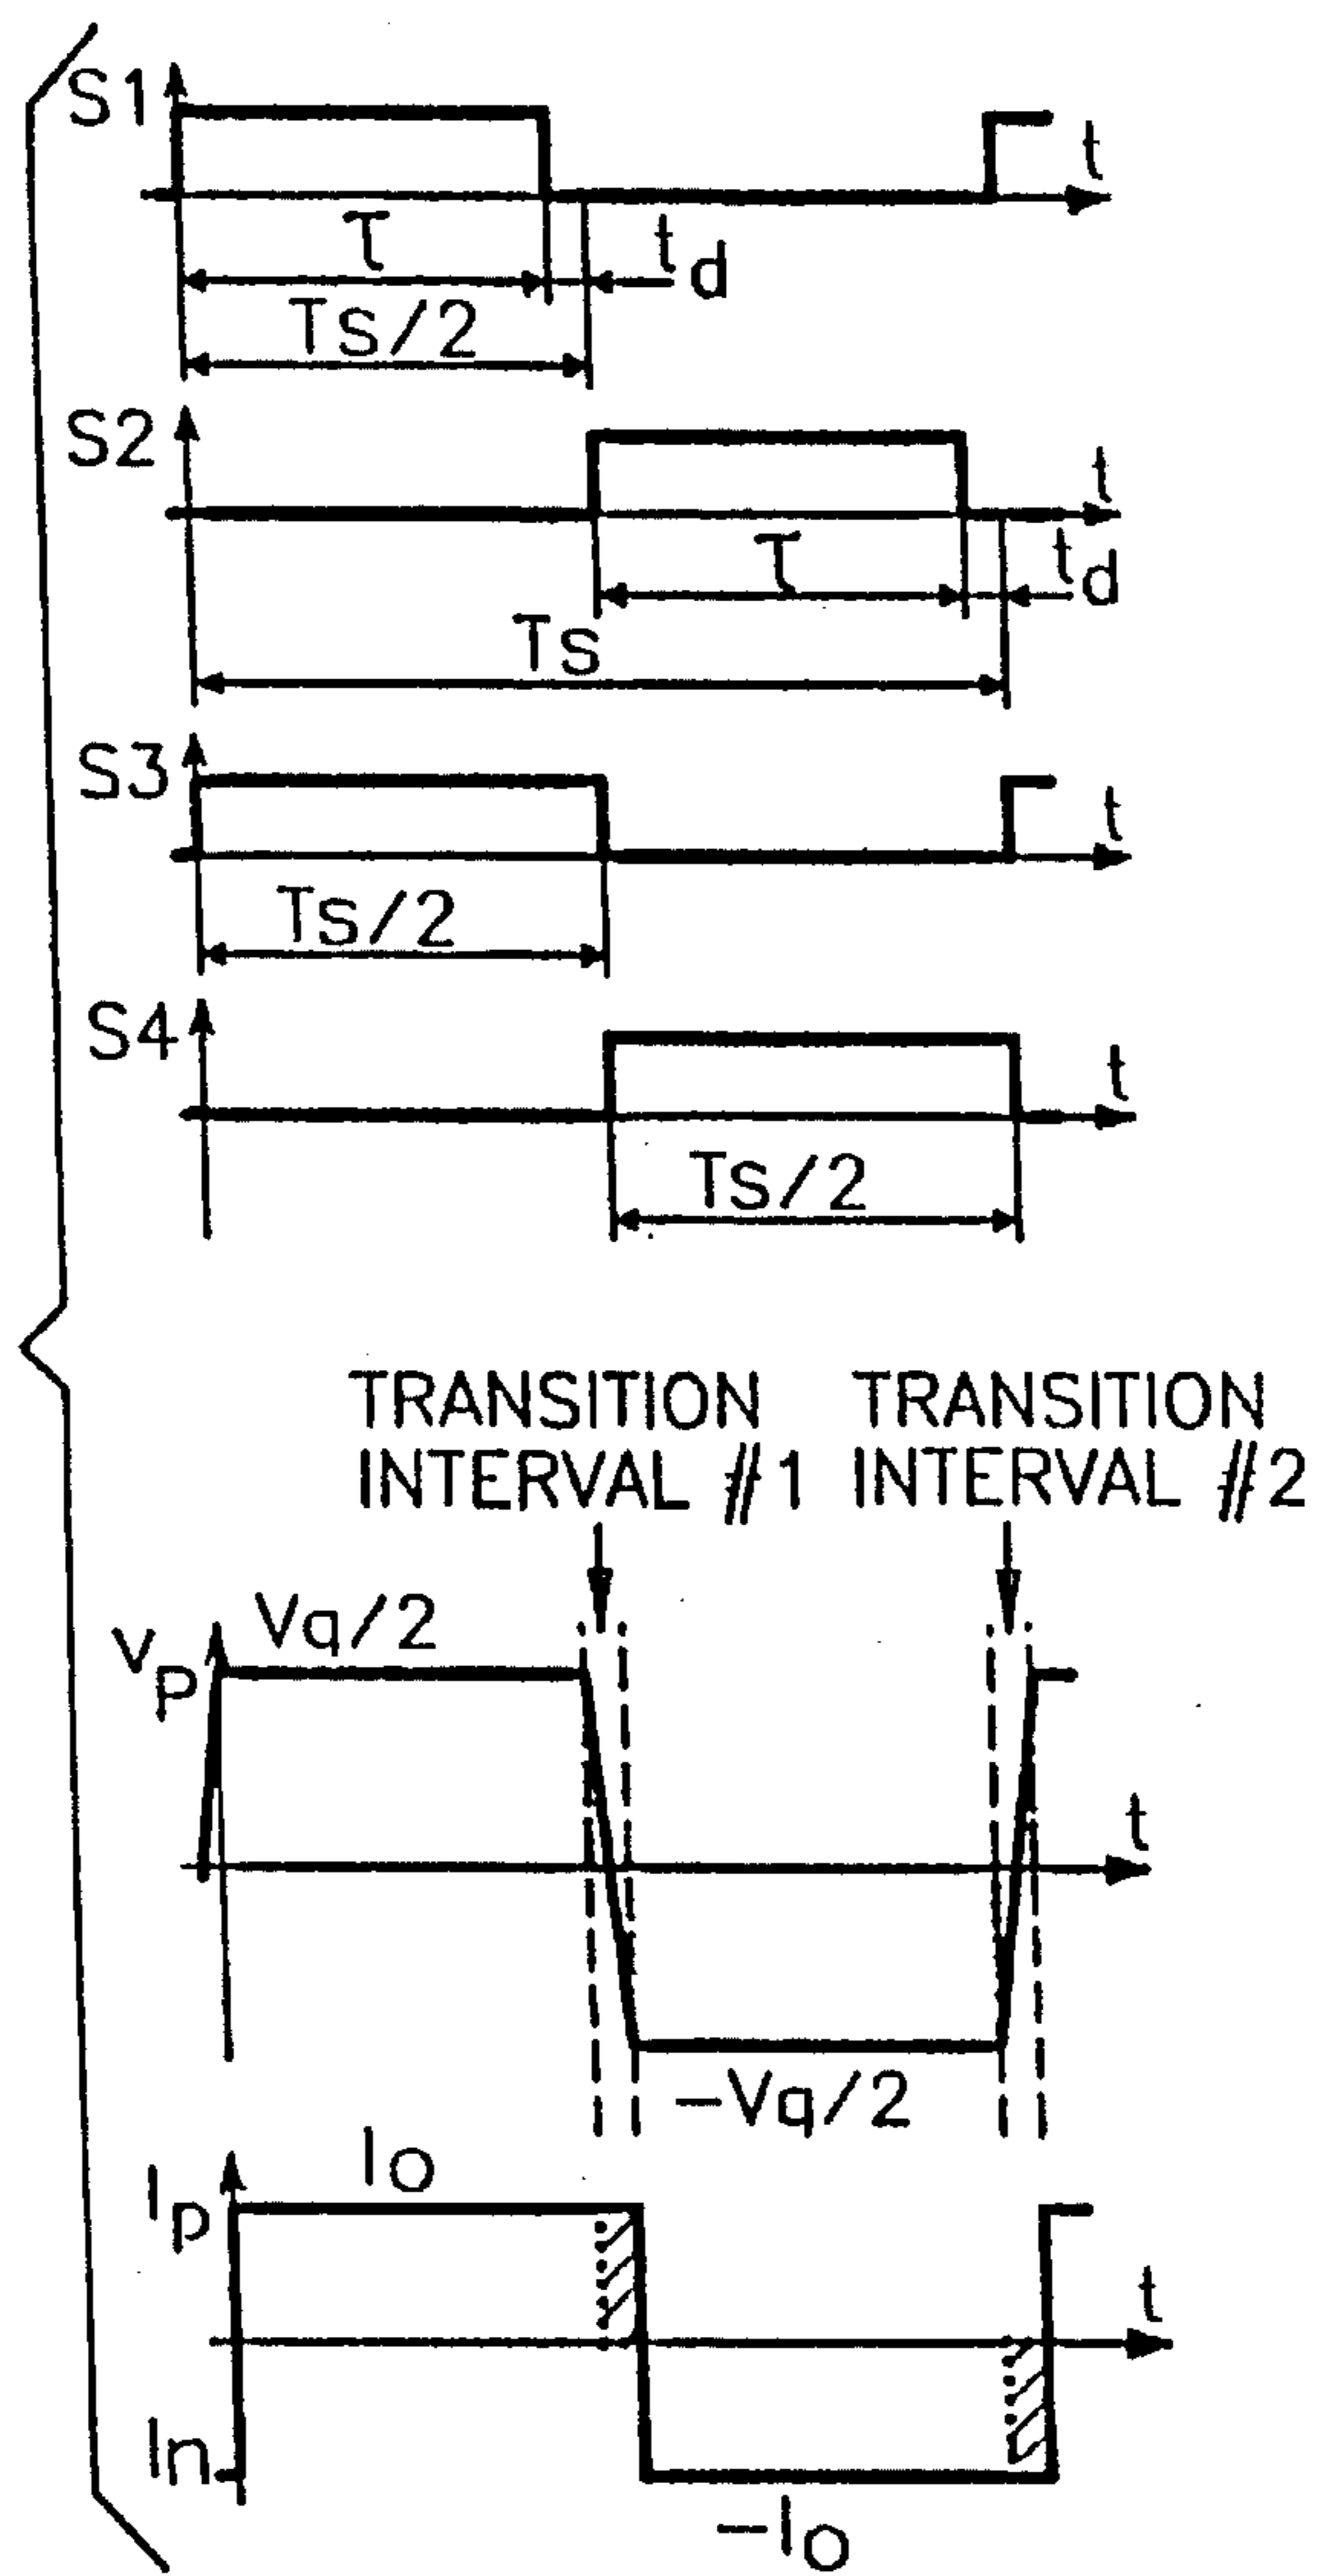 S1
t
τ
td
Ts/2
S2
t
τ
td
Ts
S3
t
Ts/2
S4
t
Ts/2
TRANSITION INTERVAL #1
TRANSITION INTERVAL #2
vp
Vq/2
t
-Vq/2
Ip
Io
t
In
-Io